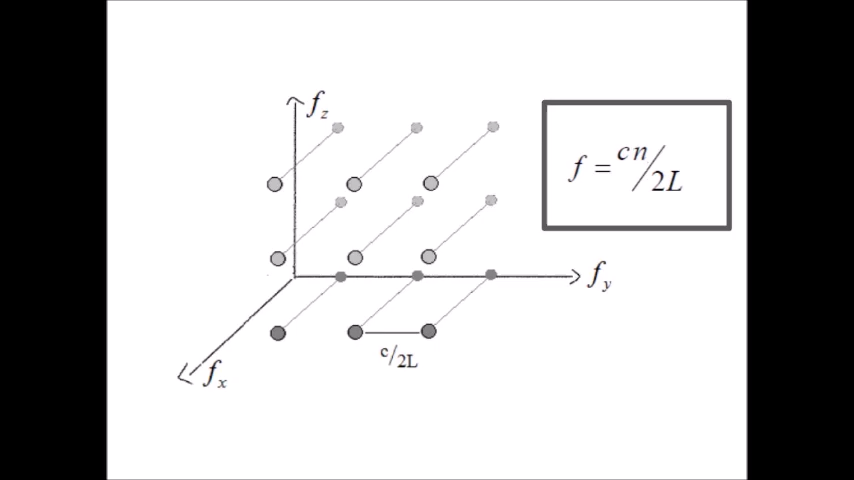 f_z
f = cn/2L
f_y
c/2L
f_x